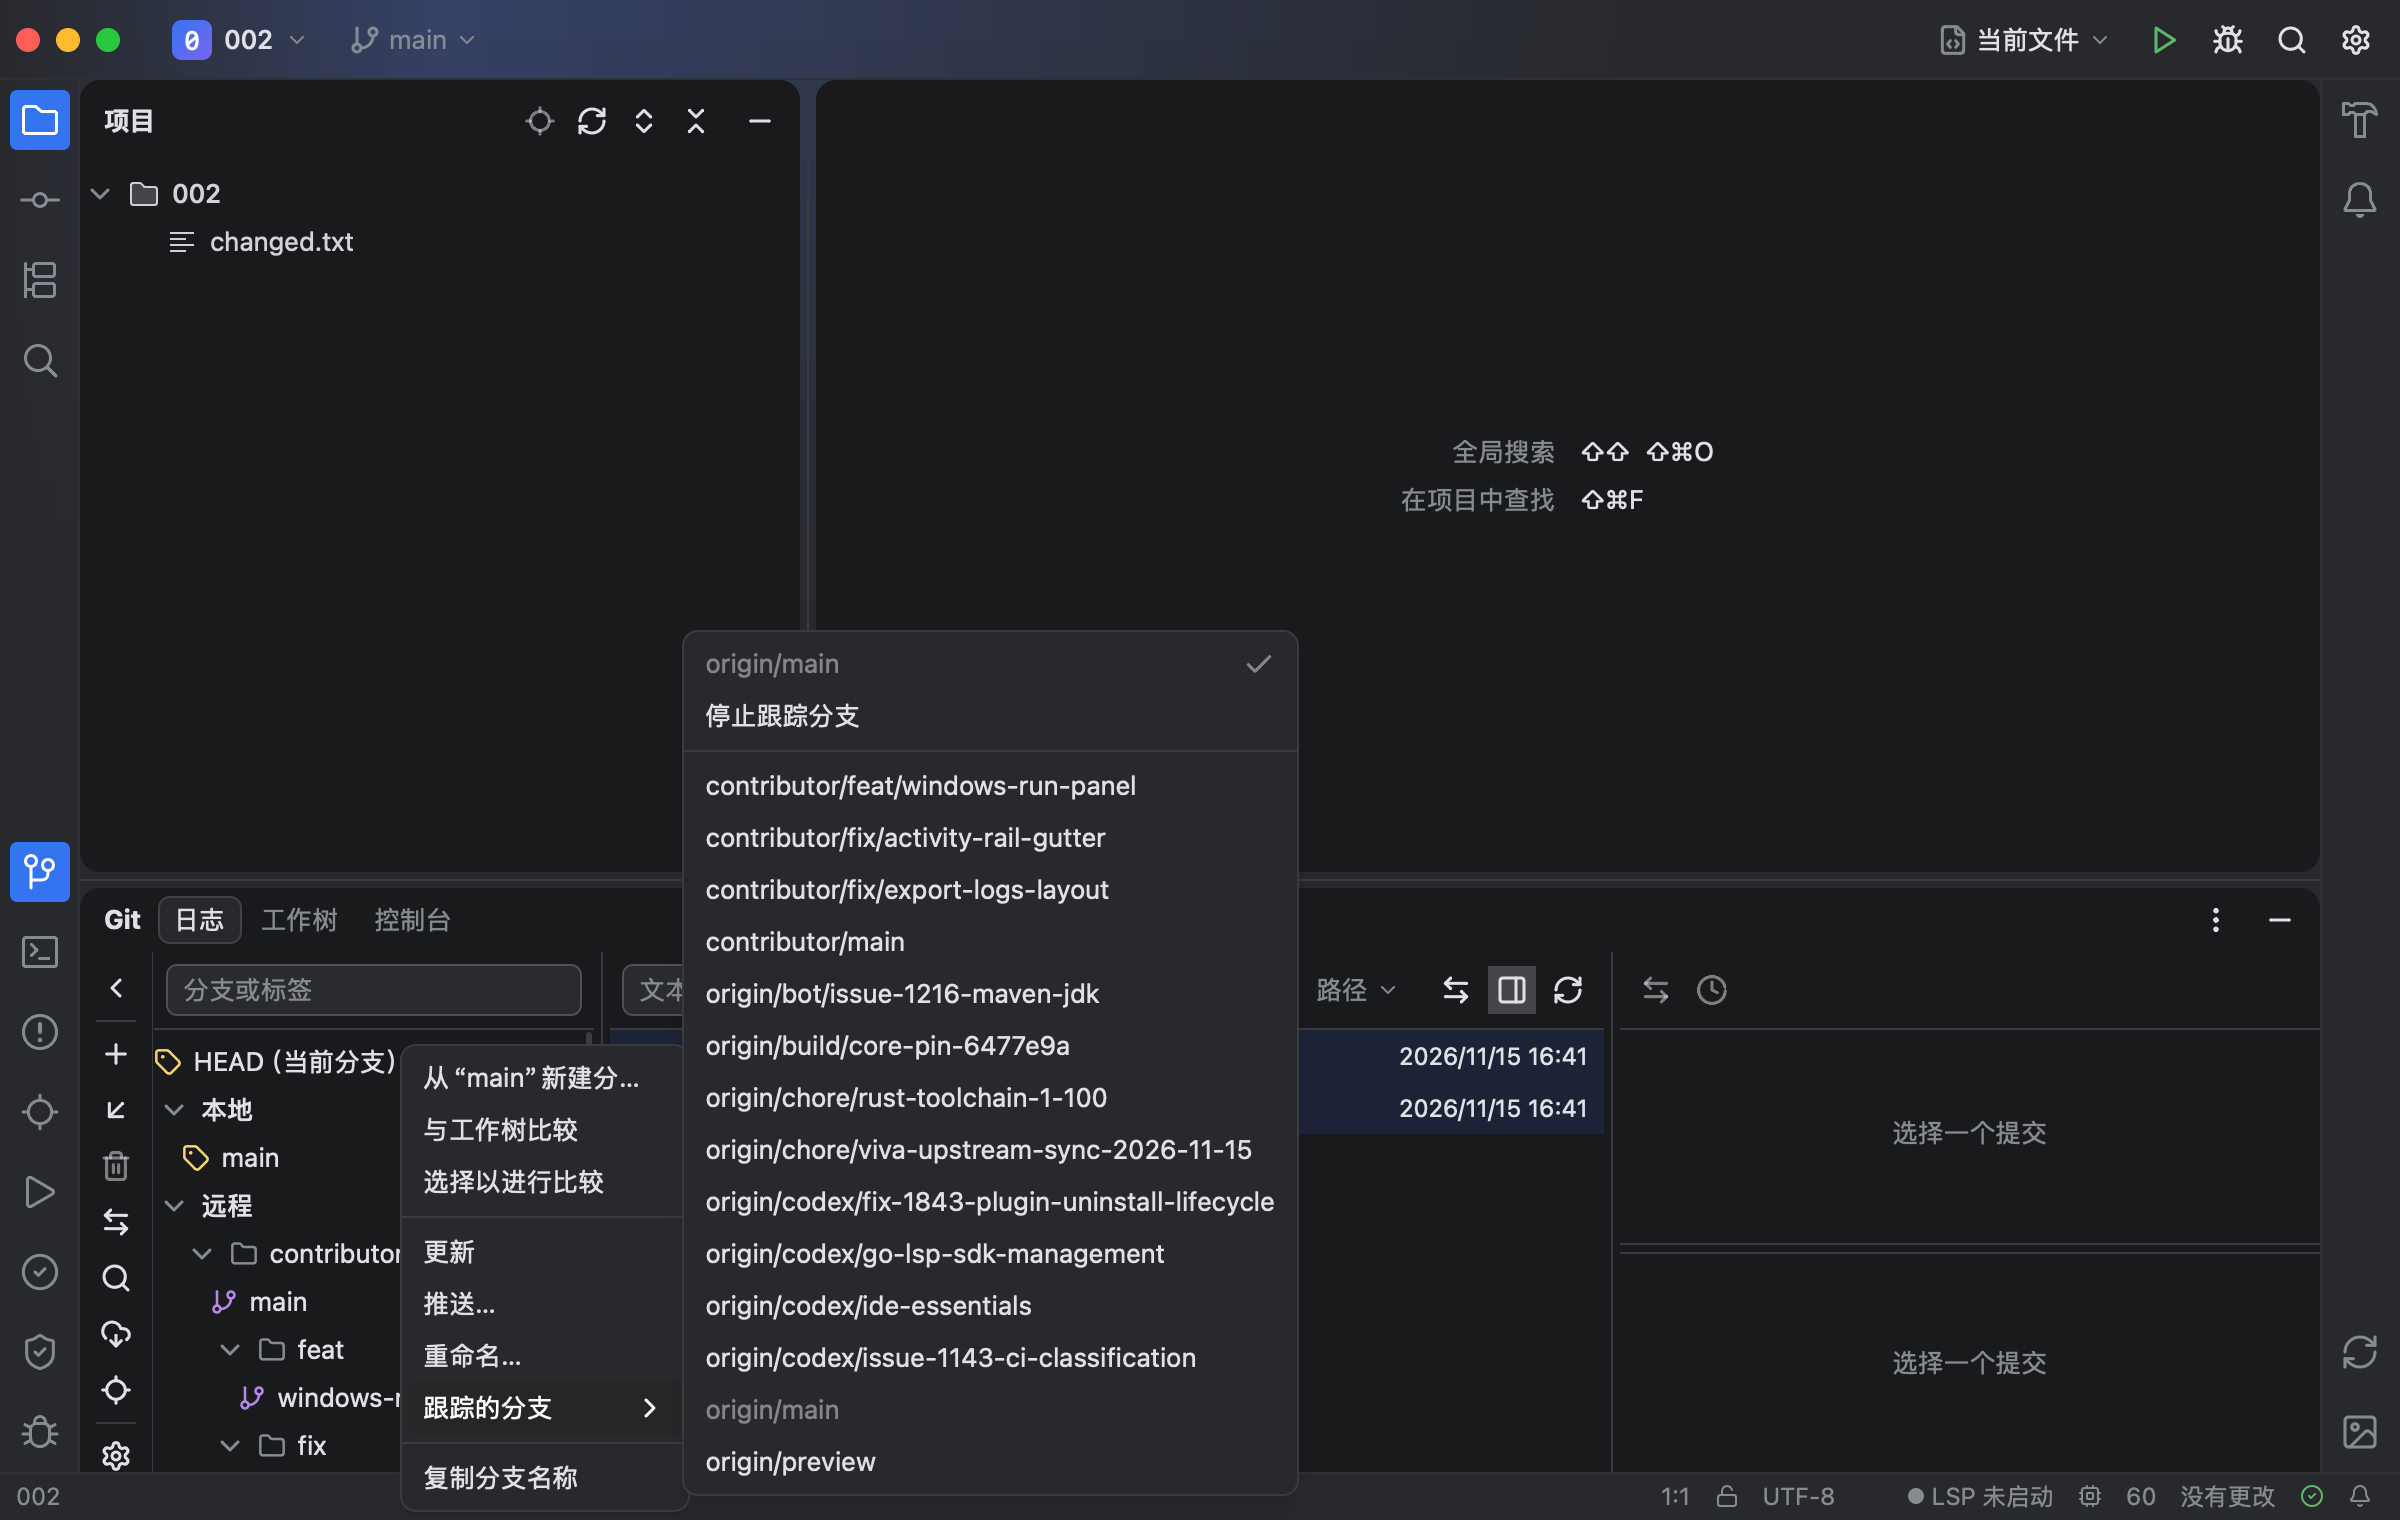 0 002 main 当前文件
项目
002
changed.txt
全局搜索 ⇧⇧ ⇧⌘O
在项目中查找 ⇧⌘F
origin/main
停止跟踪分支
contributor/feat/windows-run-panel
contributor/fix/activity-rail-gutter
contributor/fix/export-logs-layout
contributor/main
origin/bot/issue-1216-maven-jdk
origin/build/core-pin-6477e9a
origin/chore/rust-toolchain-1-100
origin/chore/viva-upstream-sync-2026-11-15
origin/codex/fix-1843-plugin-uninstall-lifecycle
origin/codex/go-lsp-sdk-management
origin/codex/ide-essentials
origin/codex/issue-1143-ci-classification
origin/main
origin/preview
Git 日志 工作树 控制台
分支或标签
文本
路径
HEAD (当前分支)
本地
main
远程
contributor
main
feat
windows-r
fix
从 “main” 新建分...
与工作树比较
选择以进行比较
更新
推送...
重命名...
跟踪的分支
复制分支名称
2026/11/15 16:41
2026/11/15 16:41
选择一个提交
选择一个提交
002
1:1 UTF-8 LSP 未启动 60 没有更改